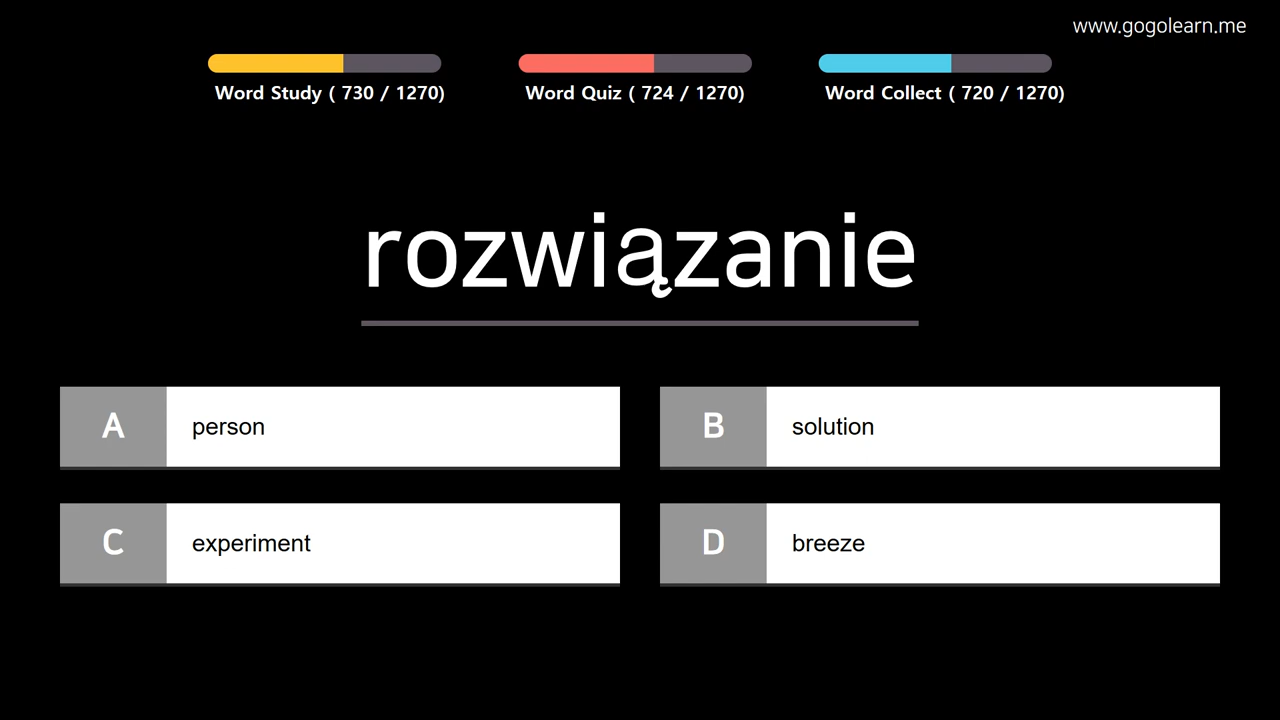 www.gogolearn.me
Word Study ( 730 / 1270)
Word Quiz ( 724 / 1270)
Word Collect ( 720 / 1270)
rozwiązanie
A person
B solution
C experiment
D breeze